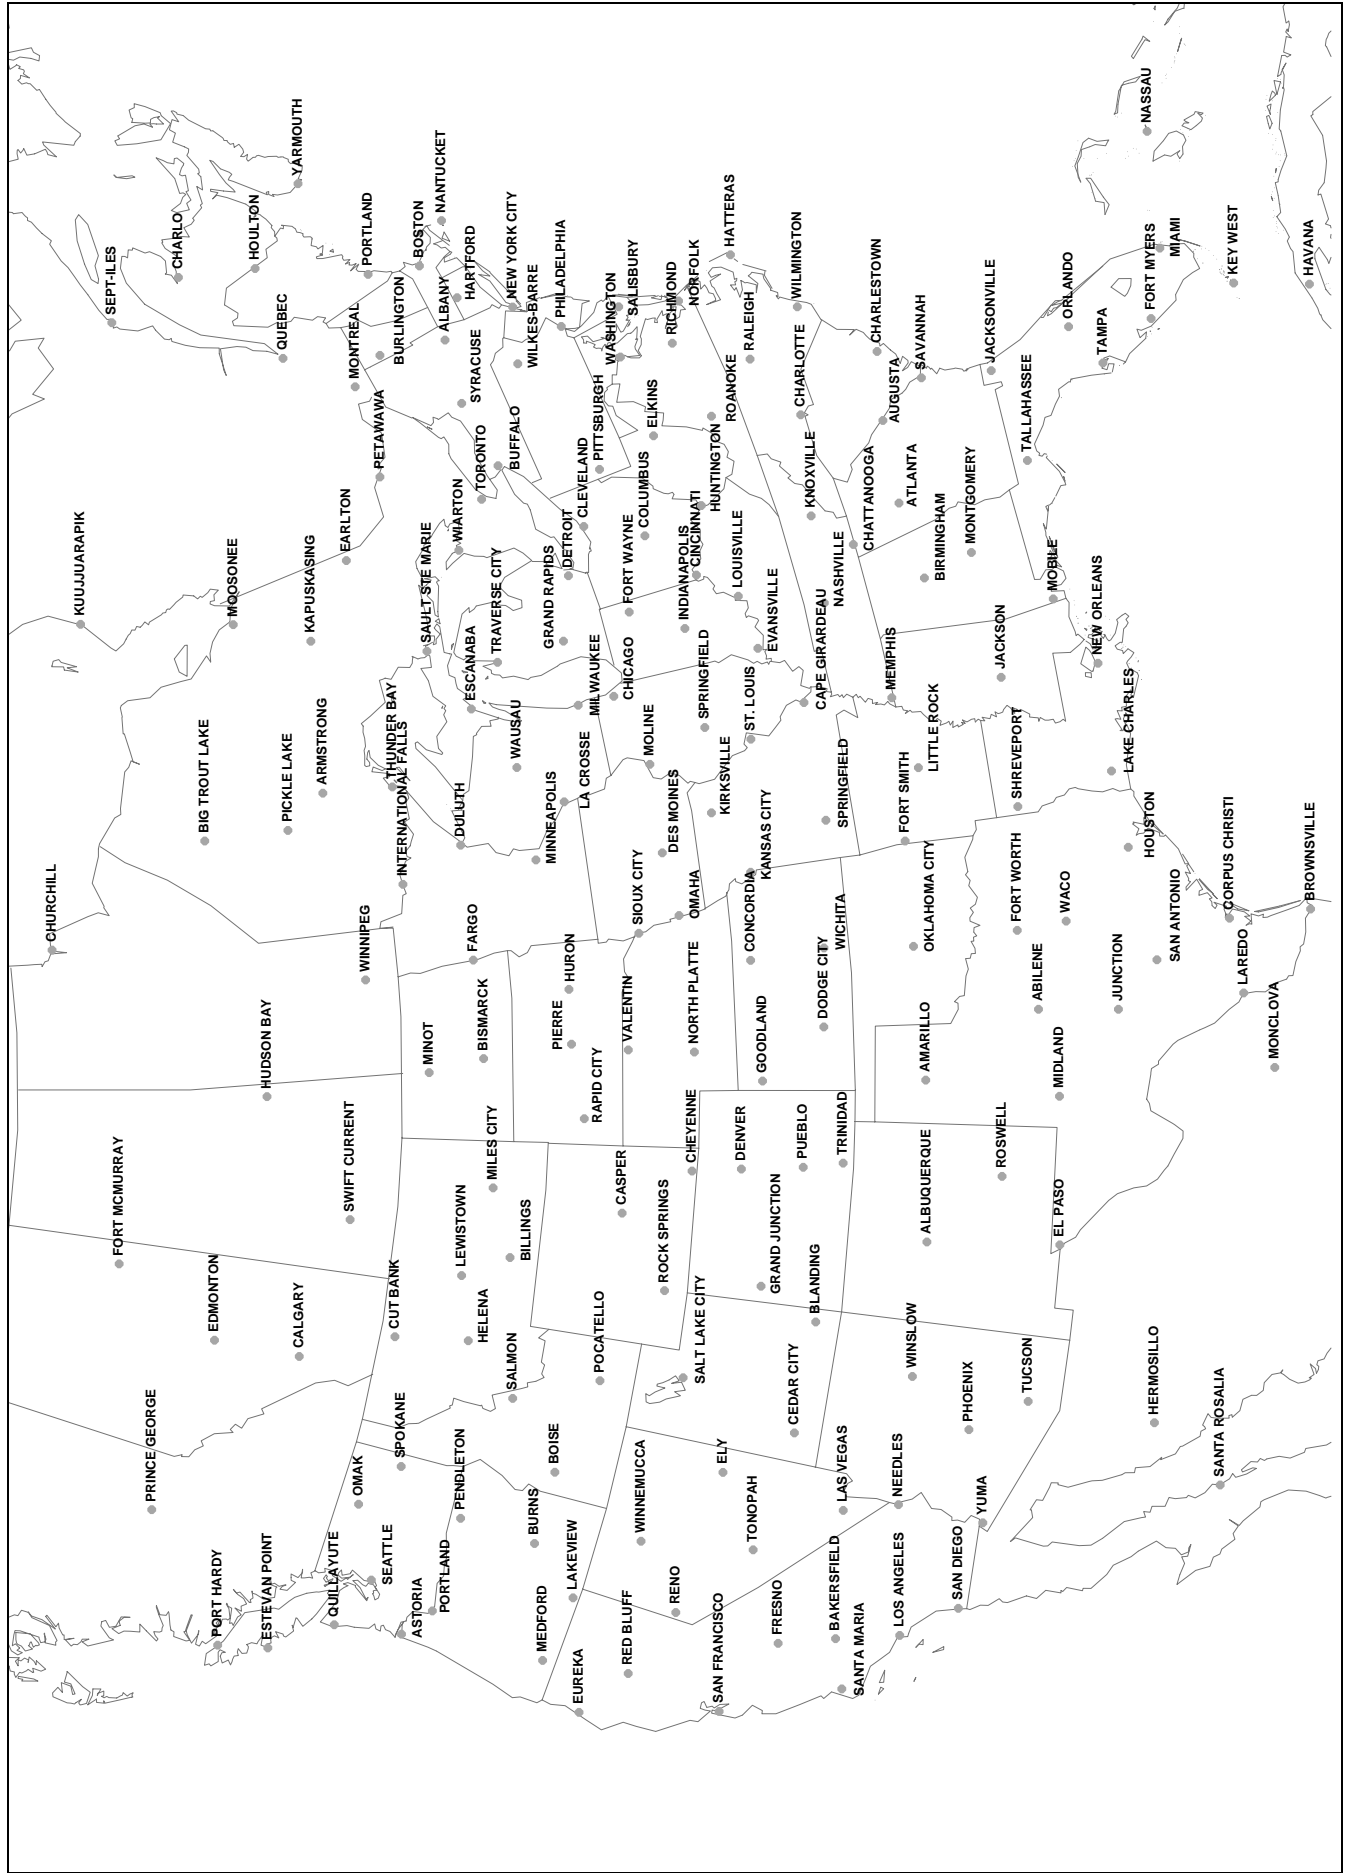 CHURCHILL
KUUJJUARAPIK
SEPT-ILES
FORT MCMURRAY
PRINCE GEORGE
CHARLO
BIG TROUT LAKE
EDMONTON
PORT HARDY
MOOSONEE
HOULTON
HUDSON BAY
ESTEVAN POINT
PICKLE LAKE
QUEBEC
YARMOUTH
CALGARY
KAPUSKASING
ARMSTRONG
QUILLAYUTE
SWIFT CURRENT
EARLTON
MONTREAL
OMAK
WINNIPEG
PORTLAND
SEATTLE
PETAWAWA
BURLINGTON
THUNDER BAY
CUT BANK
SPOKANE
INTERNATIONAL FALLS
ASTORIA
BOSTON
SAULT STE MARIE
MINOT
NANTUCKET
PORTLAND
ALBANY
WIARTON
PENDLETON
LEWISTOWN
DULUTH
HARTFORD
SYRACUSE
HELENA
ESCANABA
FARGO
TORONTO
BISMARCK
MILES CITY
TRAVERSE CITY
BUFFALO
BILLINGS
SALMON
NEW YORK CITY
WAUSAU
WILKES-BARRE
BURNS
MINNEAPOLIS
MEDFORD
BOISE
GRAND RAPIDS
PHILADELPHIA
LA CROSSE
DETROIT
HURON
PIERRE
LAKEVIEW
EUREKA
MILWAUKEE
CLEVELAND
RAPID CITY
PITTSBURGH
POCATELLO
CHICAGO
WASHINGTON
SALISBURY
CASPER
VALENTIN
RED BLUFF
FORT WAYNE
SIOUX CITY
WINNEMUCCA
COLUMBUS
MOLINE
ELKINS
DES MOINES
ROCK SPRINGS
RICHMOND
RENO
OMAHA
NORFOLK
INDIANAPOLIS
SALT LAKE CITY
CHEYENNE
NORTH PLATTE
CINCINNATI
HUNTINGTON
SPRINGFIELD
KIRKSVILLE
ROANOKE
SAN FRANCISCO
ELY
HATTERAS
LOUISVILLE
DENVER
RALEIGH
ST. LOUIS
KANSAS CITY
CONCORDIA
TONOPAH
EVANSVILLE
GOODLAND
GRAND JUNCTION
FRESNO
CEDAR CITY
WILMINGTON
CHARLOTTE
PUEBLO
CAPE GIRARDEAU
KNOXVILLE
BLANDING
DODGE CITY
WICHITA
NASHVILLE
SPRINGFIELD
BAKERSFIELD
TRINIDAD
LAS VEGAS
SANTA MARIA
CHATTANOOGA
CHARLESTOWN
AUGUSTA
MEMPHIS
LOS ANGELES
NEEDLES
ATLANTA
FORT SMITH
WINSLOW
OKLAHOMA CITY
LITTLE ROCK
SAVANNAH
BIRMINGHAM
AMARILLO
ALBUQUERQUE
SAN DIEGO
PHOENIX
MONTGOMERY
YUMA
JACKSONVILLE
JACKSON
ROSWELL
SHREVEPORT
FORT WORTH
TUCSON
TALLAHASSEE
ABILENE
MOBILE
MIDLAND
EL PASO
WACO
ORLANDO
TAMPA
NEW ORLEANS
LAKE CHARLES
JUNCTION
HOUSTON
NASSAU
FORT MYERS
MIAMI
HERMOSILLO
SAN ANTONIO
SANTA ROSALIA
CORPUS CHRISTI
KEY WEST
LAREDO
MONCLOVA
BROWNSVILLE
HAVANA